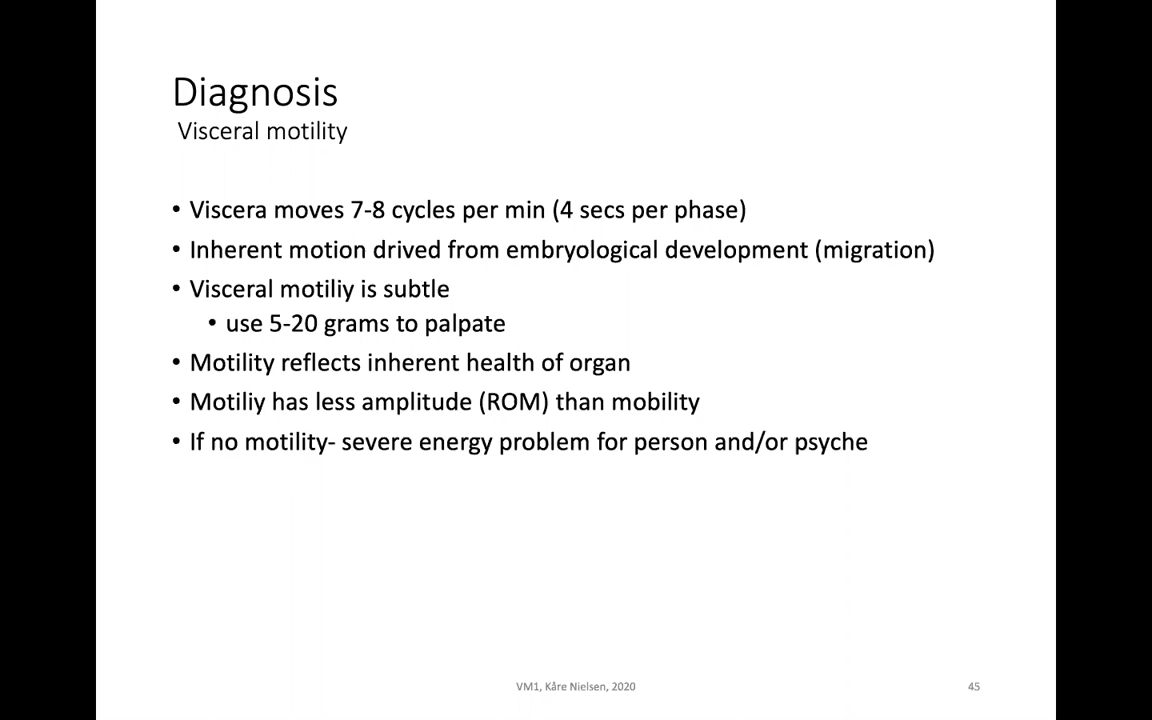 Diagnosis
Visceral motility
• Viscera moves 7-8 cycles per min (4 secs per phase)
• Inherent motion drived from embryological development (migration)
• Visceral motiliy is subtle
• use 5-20 grams to palpate
• Motility reflects inherent health of organ
• Motiliy has less amplitude (ROM) than mobility
• If no motility- severe energy problem for person and/or psyche
VM1, Kåre Nielsen, 2020
45